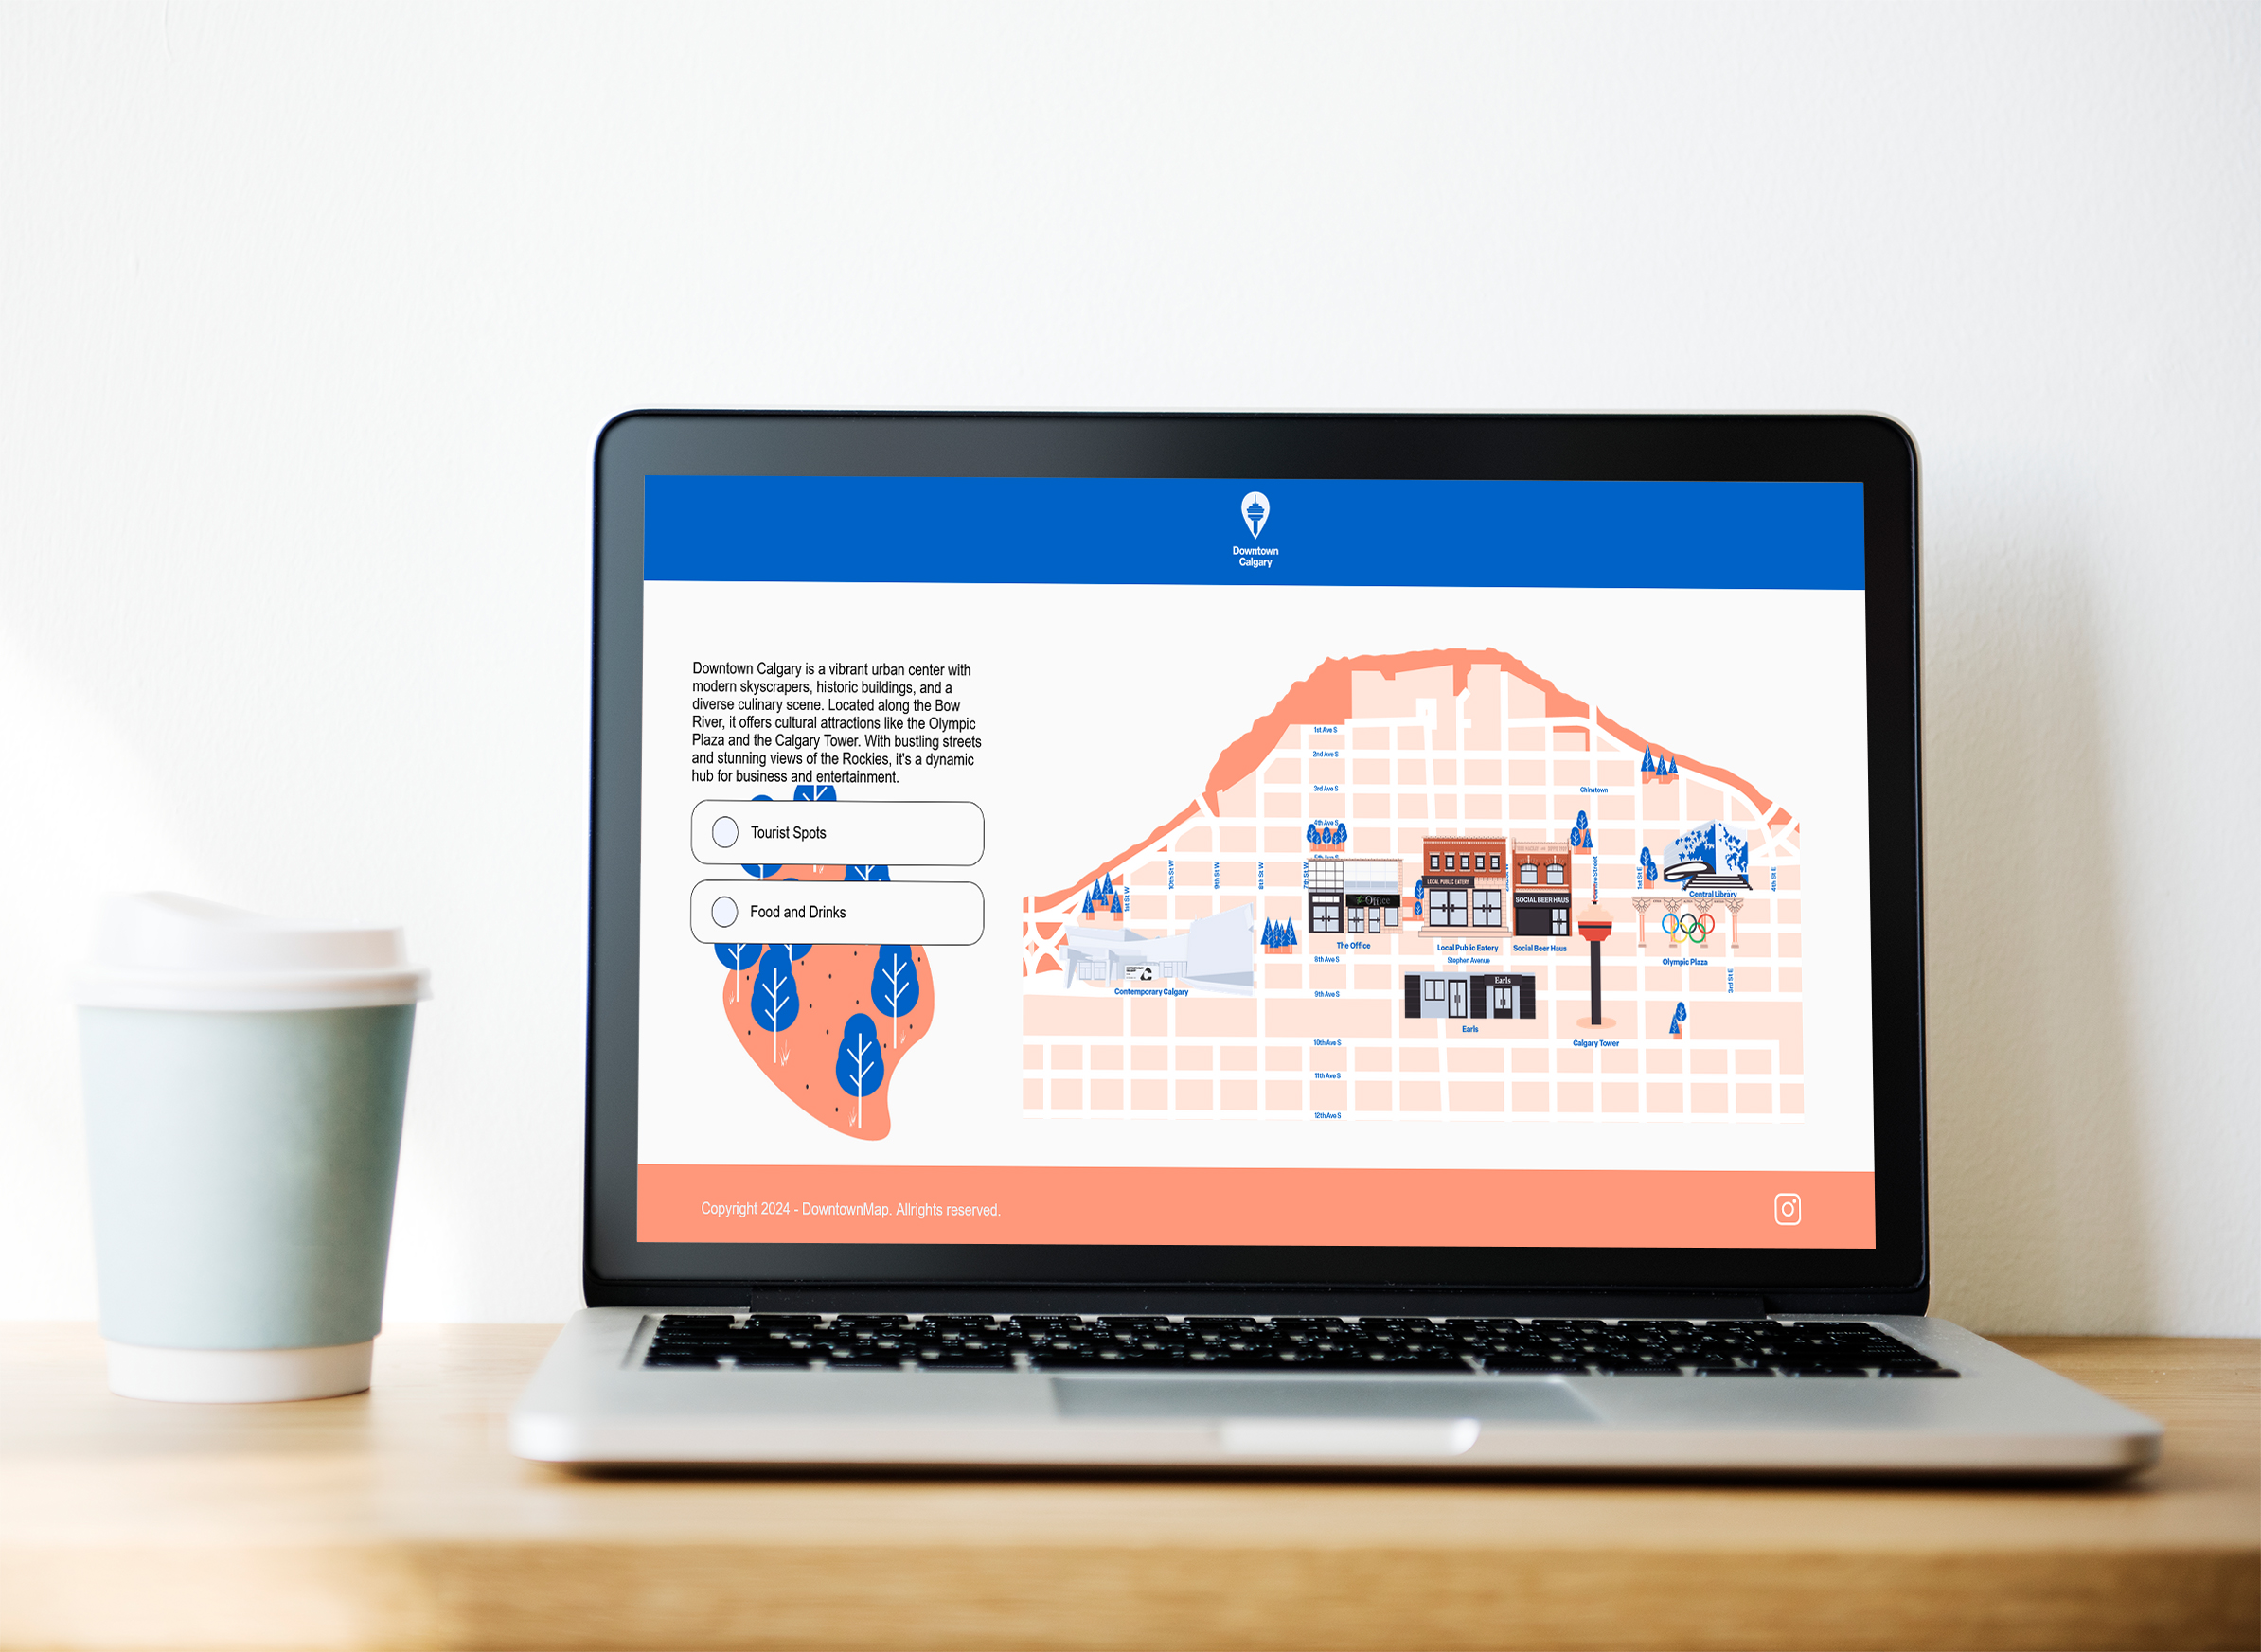 Downtown
Calgary
Downtown Calgary is a vibrant urban center with
modern skyscrapers, historic buildings, and a
diverse culinary scene. Located along the Bow
River, it offers cultural attractions like the Olympic
Plaza and the Calgary Tower. With bustling streets
and stunning views of the Rockies, it's a dynamic
hub for business and entertainment.
Tourist Spots
Food and Drinks
1st Ave S
2nd Ave S
3rd Ave S
Chinatown
4th Ave S
1st St W
10th St W
9th St W
8th St W
7th St W
Centre Street
1st St E
4th St E
LOCAL PUBLIC EATERY
Office
SOCIAL BEER HAUS
Central Library
The Office
Local Public Eatery
Social Beer Haus
8th Ave S
Stephen Avenue
Olympic Plaza
3rd St E
Earls
Contemporary Calgary
9th Ave S
Earls
10th Ave S
Calgary Tower
11th Ave S
12th Ave S
Copyright 2024 - DowntownMap. Allrights reserved.